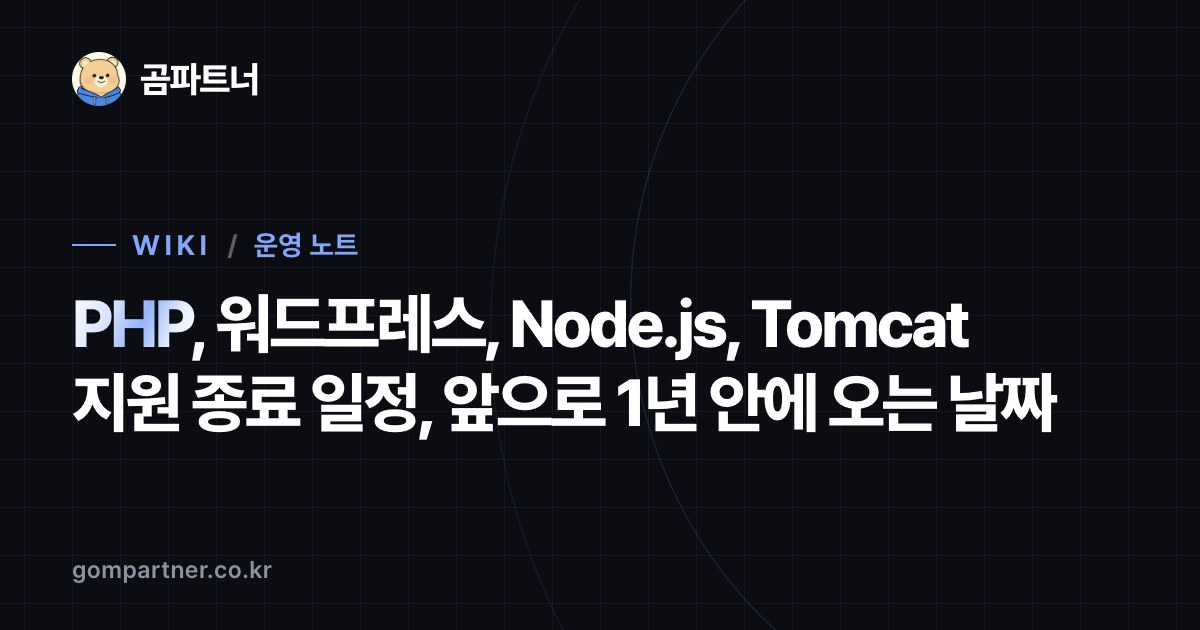 곰파트너
WIKI / 운영 노트
PHP, 워드프레스, Node.js, Tomcat
지원 종료 일정, 앞으로 1년 안에 오는 날짜
gompartner.co.kr